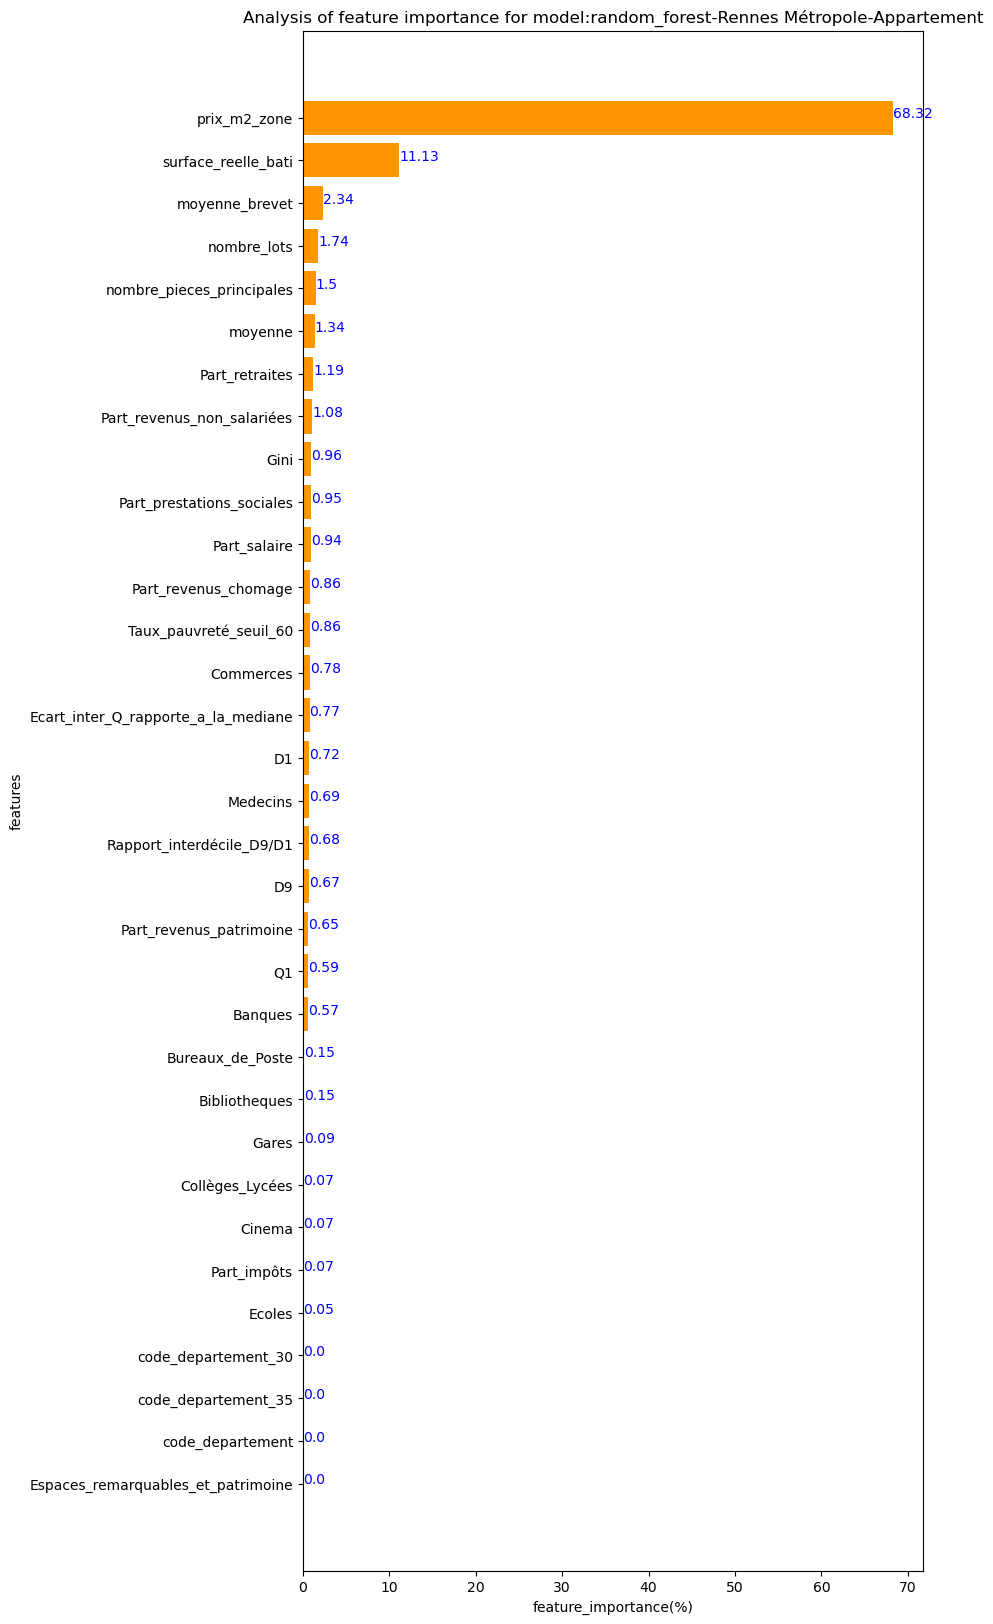 Analysis of feature importance for model:random_forest-Rennes Métropole-Appartement
prix_m2_zone 68.32
surface_reelle_bati 11.13
moyenne_brevet 2.34
nombre_lots 1.74
nombre_pieces_principales 1.5
moyenne 1.34
Part_retraites 1.19
Part_revenus_non_salariées 1.08
Gini 0.96
Part_prestations_sociales 0.95
Part_salaire 0.94
Part_revenus_chomage 0.86
Taux_pauvreté_seuil_60 0.86
Commerces 0.78
Ecart_inter_Q_rapporte_a_la_mediane 0.77
D1 0.72
Medecins 0.69
Rapport_interdécile_D9/D1 0.68
D9 0.67
Part_revenus_patrimoine 0.65
Q1 0.59
Banques 0.57
Bureaux_de_Poste 0.15
Bibliotheques 0.15
Gares 0.09
Collèges_Lycées 0.07
Cinema 0.07
Part_impôts 0.07
Ecoles 0.05
code_departement_30 0.0
code_departement_35 0.0
code_departement 0.0
Espaces_remarquables_et_patrimoine 0.0
features
0 10 20 30 40 50 60 70
feature_importance(%)